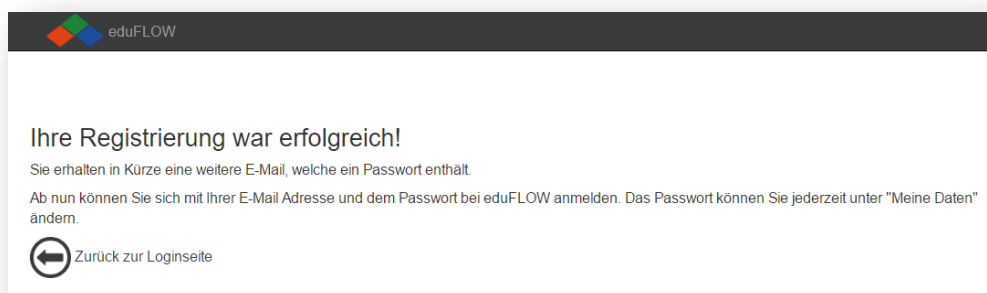 eduFLOW
Ihre Registrierung war erfolgreich!
Sie erhalten in Kürze eine weitere E-Mail, welche ein Passwort enthält.
Ab nun können Sie sich mit Ihrer E-Mail Adresse und dem Passwort bei eduFLOW anmelden. Das Passwort können Sie jederzeit unter "Meine Daten"
ändern.
Zurück zur Loginseite